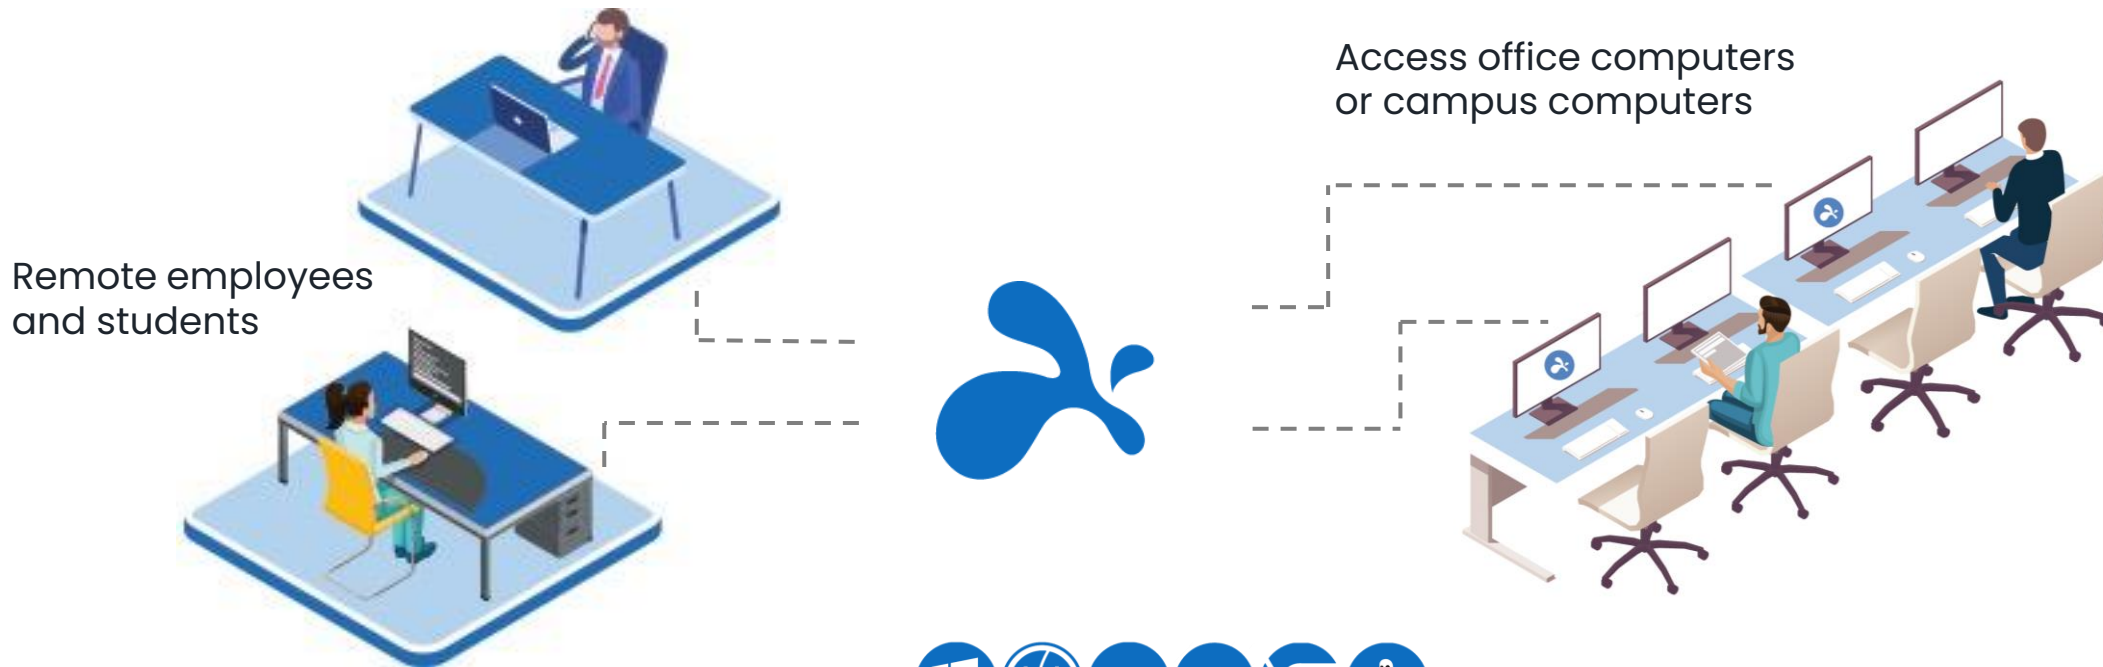 Access office computers
or campus computers
Remote employees
and students